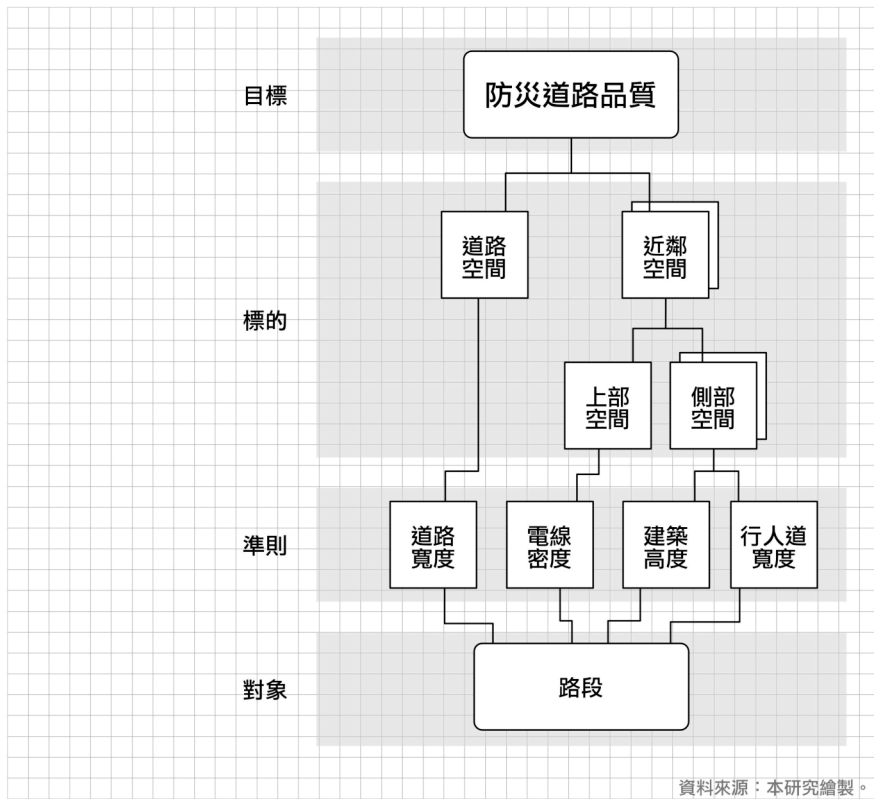 目標
防災道路品質
標的
道路
空間
近鄰
空間
上部
空間
側部
空間
準則
道路
寬度
電線
密度
建築
高度
行人道
寬度
對象
路段
資料來源：本研究繪製。